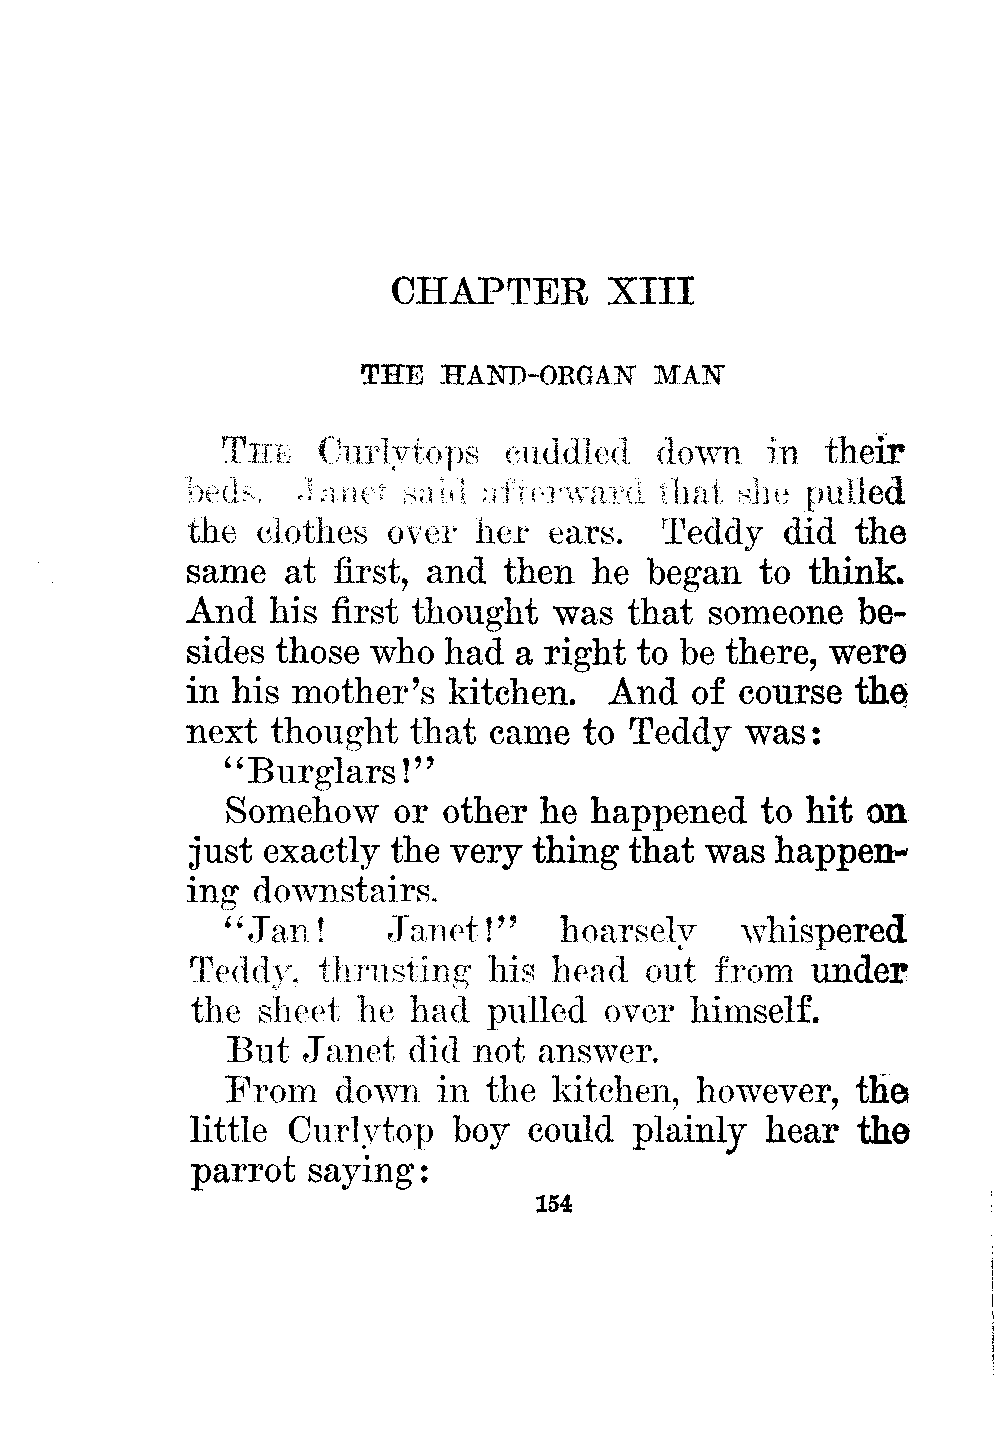 CHAPTER XIII
THE HAND-ORGAN MAN
THE Curlytops cuddled down in their
beds. Janet said afterward that she pulled
the clothes over her ears. Teddy did the
same at first, and then he began to think.
And his first thought was that someone be-
sides those who had a right to be there, were
in his mother's kitchen. And of course the
next thought that came to Teddy was:
"Burglars!"
Somehow or other he happened to hit on
just exactly the very thing that was happen-
ing downstairs.
"Jan! Janet!" hoarsely whispered
Teddy, thrusting his head out from under
the sheet he had pulled over himself.
But Janet did not answer.
From down in the kitchen, however, the
little Curlytop boy could plainly hear the
parrot saying:
154